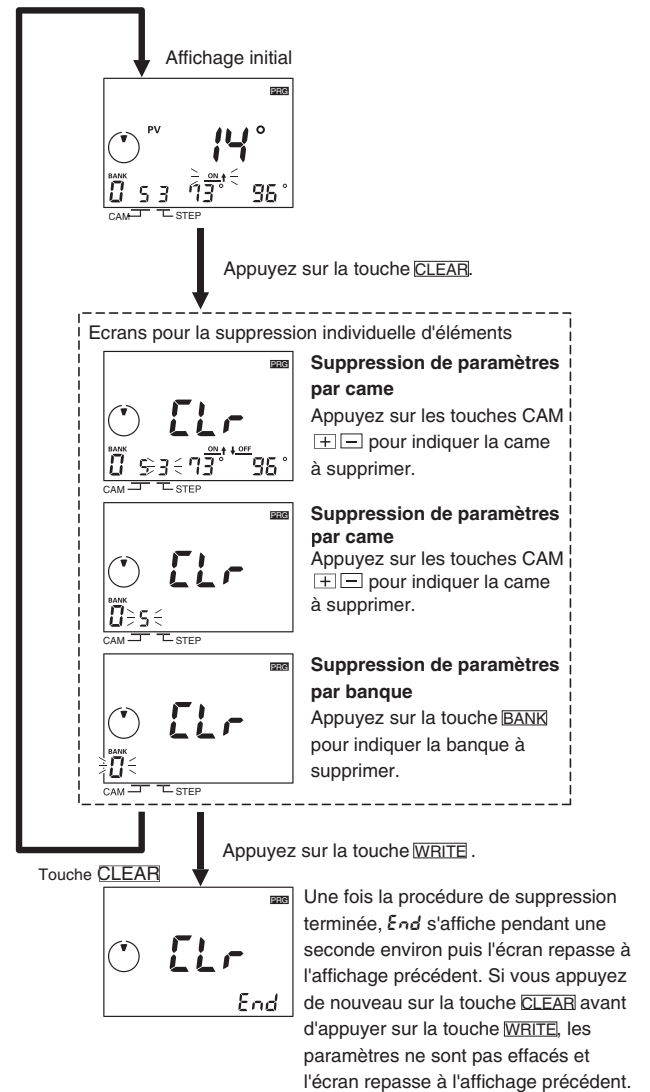 Affichage initial
PRG
PV 14°
BANK ON
0 5 3 73° 96°
CAM STEP
Appuyez sur la touche CLEAR.
Ecrans pour la suppression individuelle d'éléments
PRG
CLr
BANK ON OFF
0 5 3 73° 96°
CAM STEP
Suppression de paramètres
par came
Appuyez sur les touches CAM
+ - pour indiquer la came
à supprimer.
PRG
CLr
BANK
0 5
CAM STEP
Suppression de paramètres
par came
Appuyez sur les touches CAM
+ - pour indiquer la came
à supprimer.
PRG
CLr
BANK
0
CAM STEP
Suppression de paramètres
par banque
Appuyez sur la touche BANK
pour indiquer la banque à
supprimer.
Appuyez sur la touche WRITE .
Touche CLEAR
PRG
CLr
End
Une fois la procédure de suppression
terminée, End s'affiche pendant une
seconde environ puis l'écran repasse à
l'affichage précédent. Si vous appuyez
de nouveau sur la touche CLEAR avant
d'appuyer sur la touche WRITE, les
paramètres ne sont pas effacés et
l'écran repasse à l'affichage précédent.